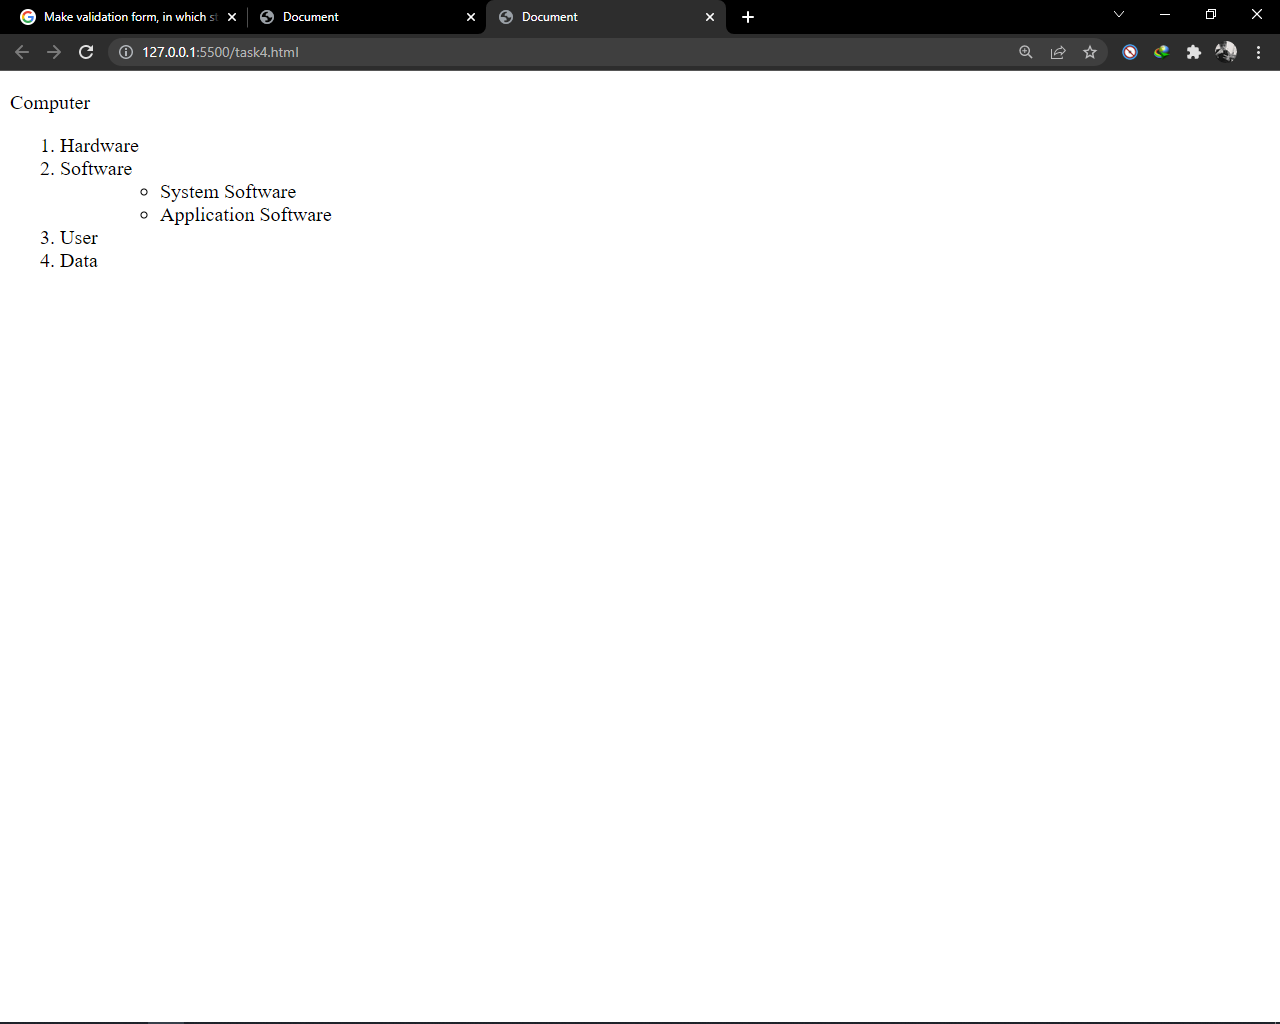 Make validation form, in which s
Document
Document
127.0.0.1:5500/task4.html
Computer
1. Hardware
2. Software
System Software
Application Software
3. User
4. Data